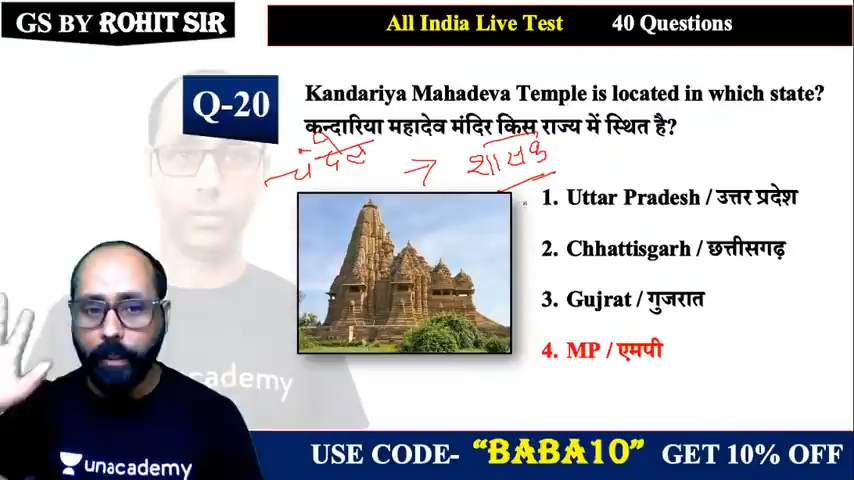 GS BY ROHIT SIR
All India Live Test 40 Questions
Q-20
Kandariya Mahadeva Temple is located in which state?
कन्दारिया महादेव मंदिर किस राज्य में स्थित है?
चंदेल → शासक
1. Uttar Pradesh / उत्तर प्रदेश
2. Chhattisgarh / छत्तीसगढ़
3. Gujrat / गुजरात
4. MP / एमपी
cademy
unacademy
USE CODE- “BABA10” GET 10% OFF